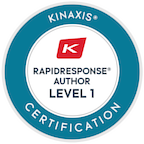 KINAXIS®
K
RAPIDRESPONSE®
AUTHOR
LEVEL 1
CERTIFICATION